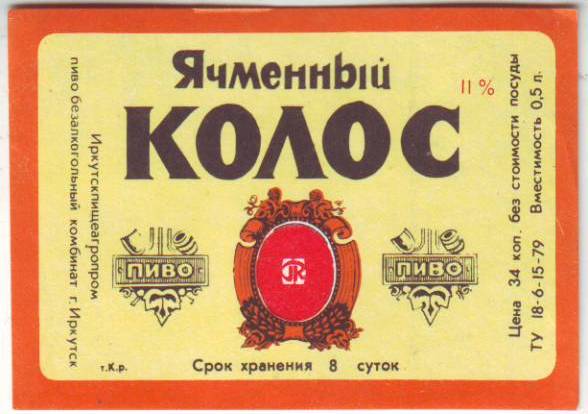 Ячменный
КОЛОС
11 %
Иркутскпищеагропром
пиво безалкогольный комбинат г. Иркутск
ПИВО
ПИВО
т.К.р.
Срок хранения 8 суток
Цена 34 коп. без стоимости посуды
ТУ 18-6-15-79 Вместимость 0,5 л.